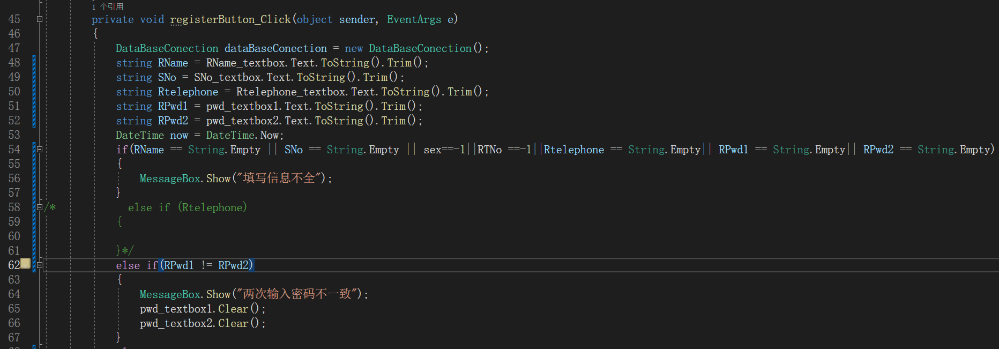 1 个引用
45 private void registerButton_Click(object sender, EventArgs e)
46 {
47 DataBaseConection dataBaseConection = new DataBaseConection();
48 string RName = RName_textbox.Text.ToString().Trim();
49 string SNo = SNo_textbox.Text.ToString().Trim();
50 string Rtelephone = Rtelephone_textbox.Text.ToString().Trim();
51 string RPwd1 = pwd_textbox1.Text.ToString().Trim();
52 string RPwd2 = pwd_textbox2.Text.ToString().Trim();
53 DateTime now = DateTime.Now;
54 if(RName == String.Empty || SNo == String.Empty || sex==-1||RTNo ==-1||Rtelephone == String.Empty|| RPwd1 == String.Empty|| RPwd2 == String.Empty)
55 {
56 MessageBox.Show("填写信息不全");
57 }
58 /* else if (Rtelephone)
59 {
60
61 }*/
62 else if(RPwd1 != RPwd2)
63 {
64 MessageBox.Show("两次输入密码不一致");
65 pwd_textbox1.Clear();
66 pwd_textbox2.Clear();
67 }